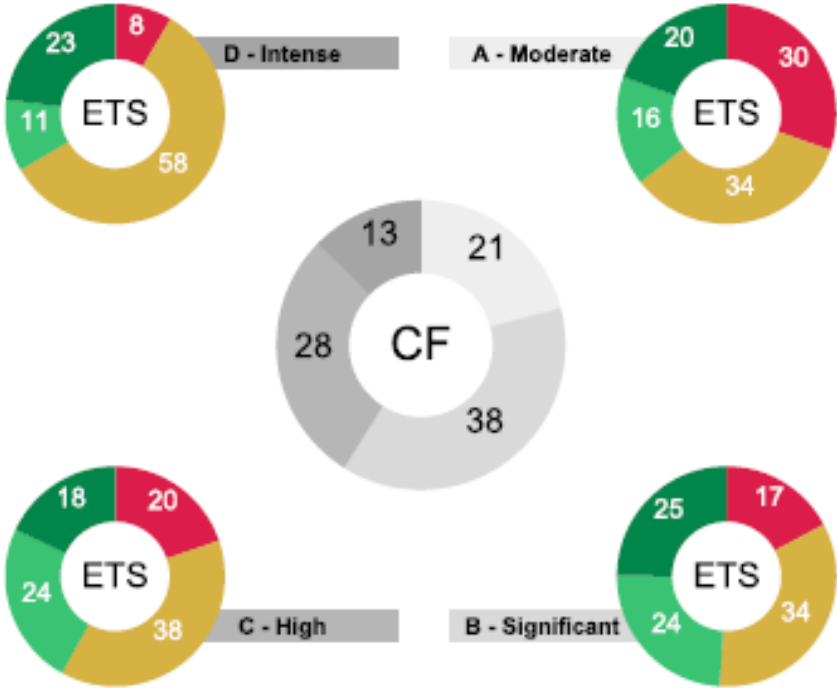 8
23
D - Intense
ETS
11
58
A - Moderate
20
30
ETS
16
34
13
21
CF
28
38
18
20
ETS
24
38
C - High
17
25
ETS
34
24
B - Significant